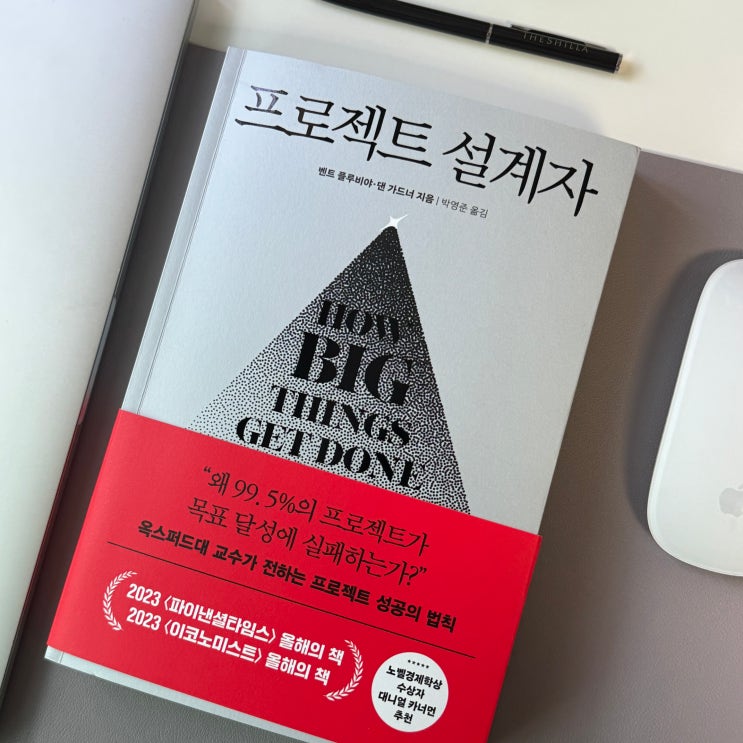 THESHILLA
프로젝트 설계자
벤트 플루비야·댄 가드너 지음 | 박영준 옮김
HOW
BIG
THINGS
GET DONE
“왜 99.5%의 프로젝트가
목표 달성에 실패하는가?”
옥스퍼드대 교수가 전하는 프로젝트 성공의 법칙
2023 〈파이낸셜타임스〉 올해의 책
2023 〈이코노미스트〉 올해의 책
★★★★★
노벨경제학상
수상자
대니얼 카너먼
추천